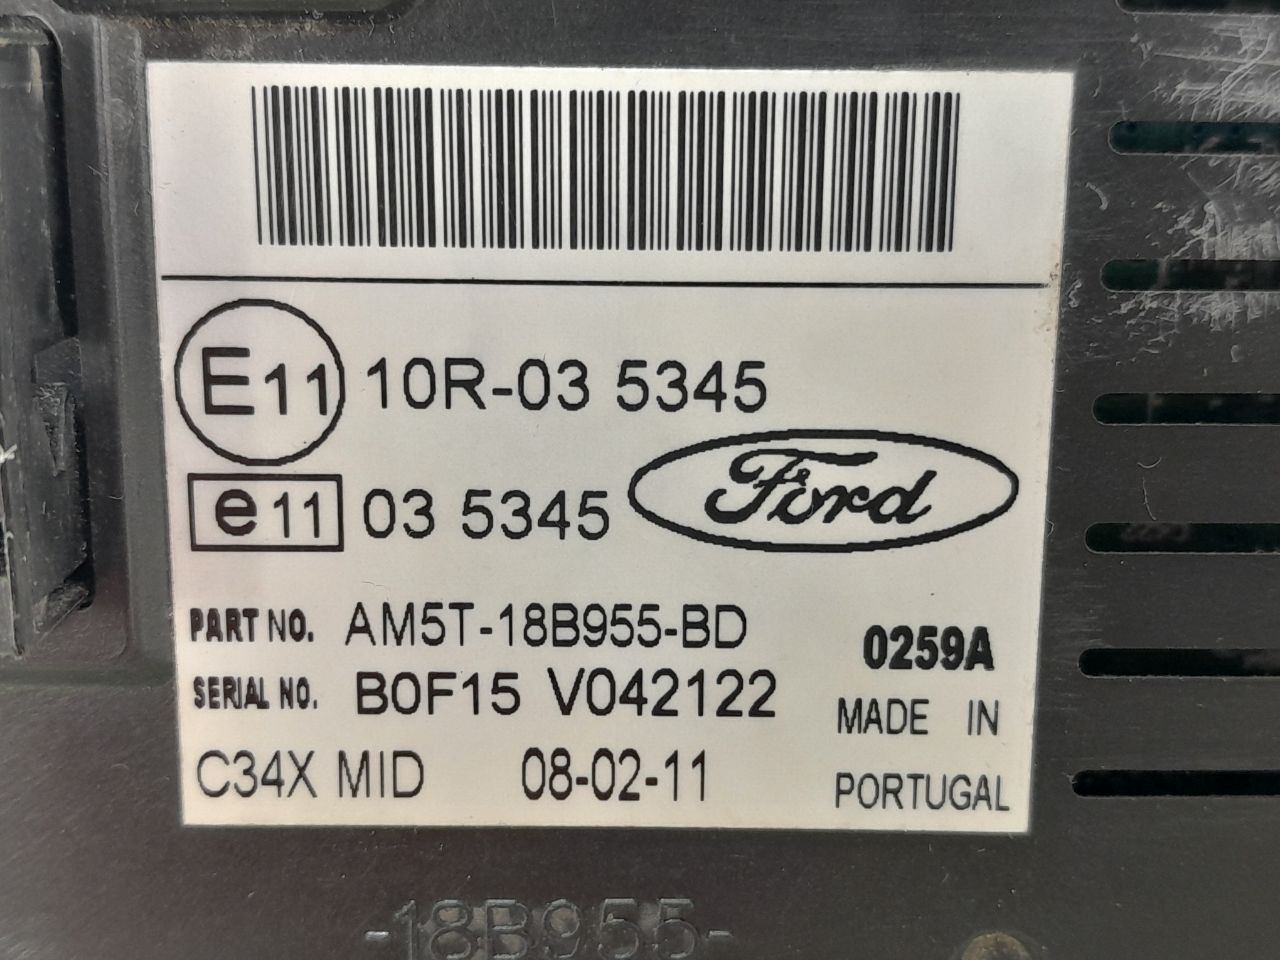 E11 10R-03 5345
e11 03 5345 Ford
PART NO. AM5T-18B955-BD
0259A
SERIAL NO. B0F15 V042122
MADE IN
C34X MID 08-02-11
PORTUGAL
-18B955-